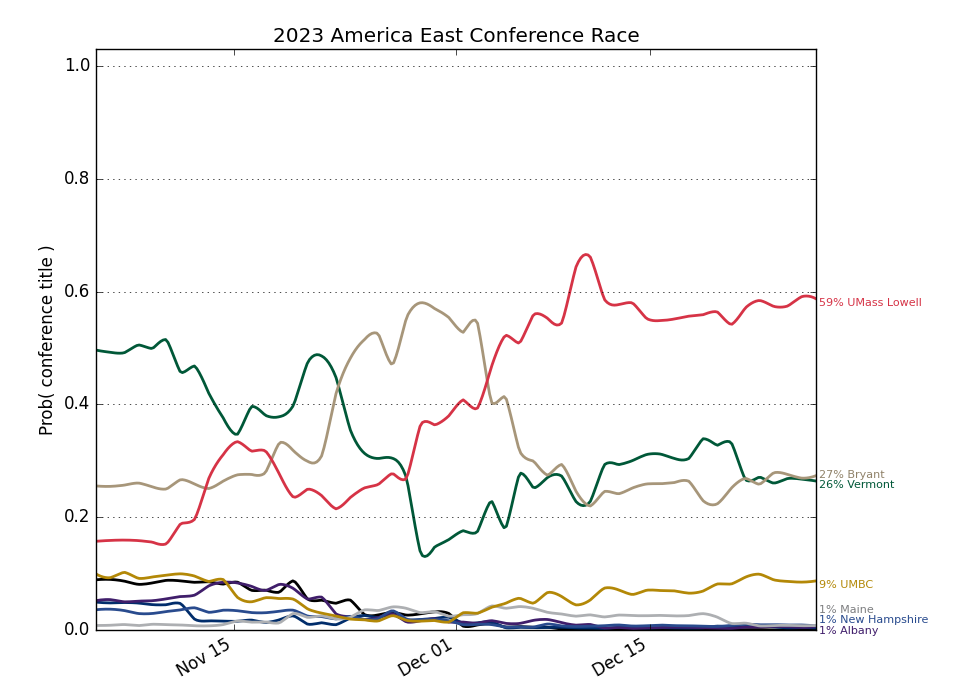 2023 America East Conference Race
Prob( conference title )
1.0
0.8
0.6
0.4
0.2
0.0
59% UMass Lowell
27% Bryant
26% Vermont
9% UMBC
1% Maine
1% New Hampshire
1% Albany
Nov 15
Dec 01
Dec 15